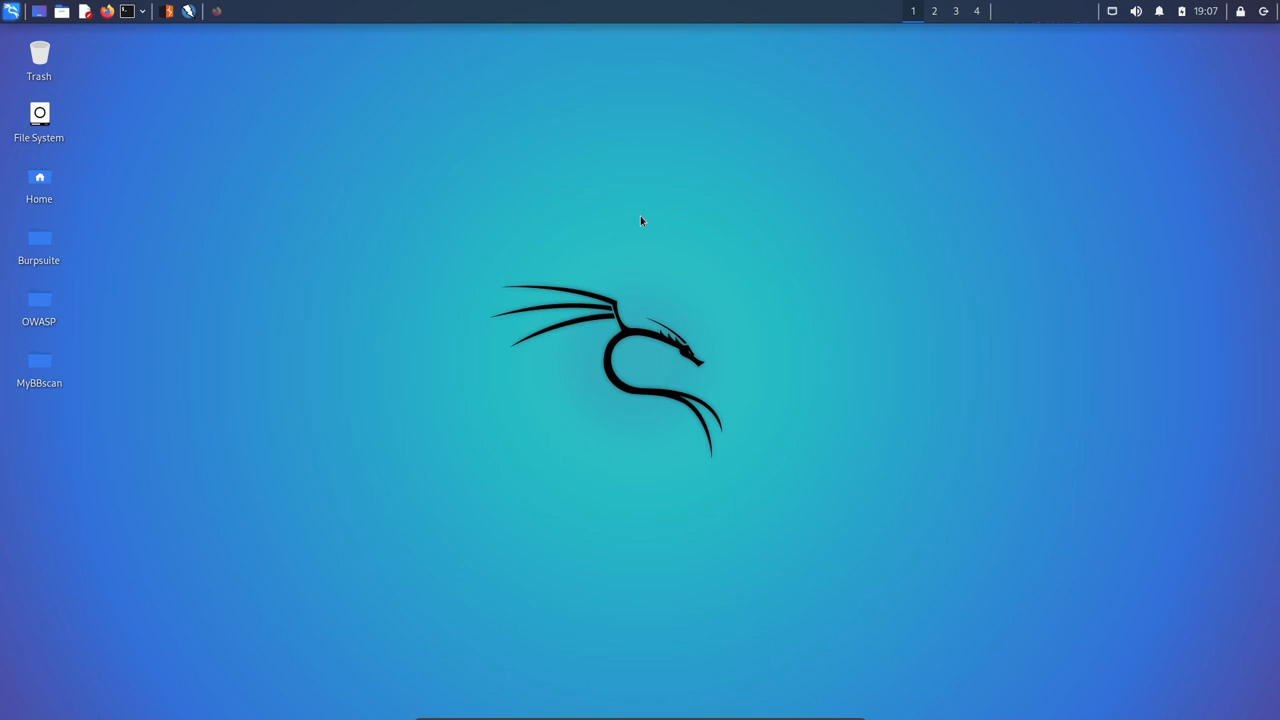 1 2 3 4 19:07
Trash
File System
Home
Burpsuite
OWASP
MyBBscan